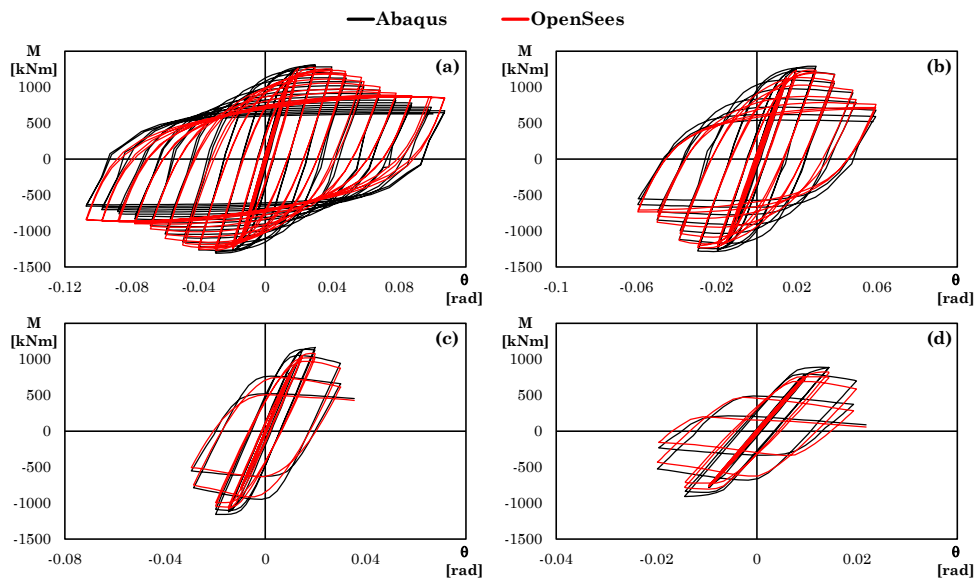 Abaqus OpenSees
M
[kNm]
(a)
1000
500
0
-500
-1000
-1500
-0.12 -0.08 -0.04 0 0.04 0.08 θ
[rad]
M
[kNm]
(b)
1000
500
0
-500
-1000
-1500
-0.1 -0.06 -0.02 0.02 0.06 θ
[rad]
M
[kNm]
(c)
1000
500
0
-500
-1000
-1500
-0.08 -0.04 0 0.04 θ
[rad]
M
[kNm]
(d)
1000
500
0
-500
-1000
-1500
-0.04 -0.02 0 0.02 θ
[rad]